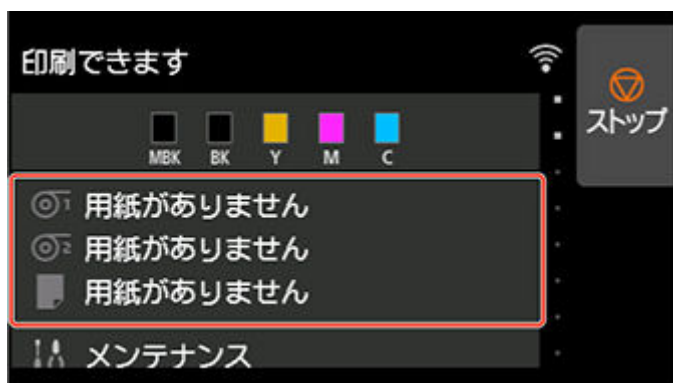 印刷できます
ストップ
MBK BK Y M C
1 用紙がありません
2 用紙がありません
用紙がありません
メンテナンス